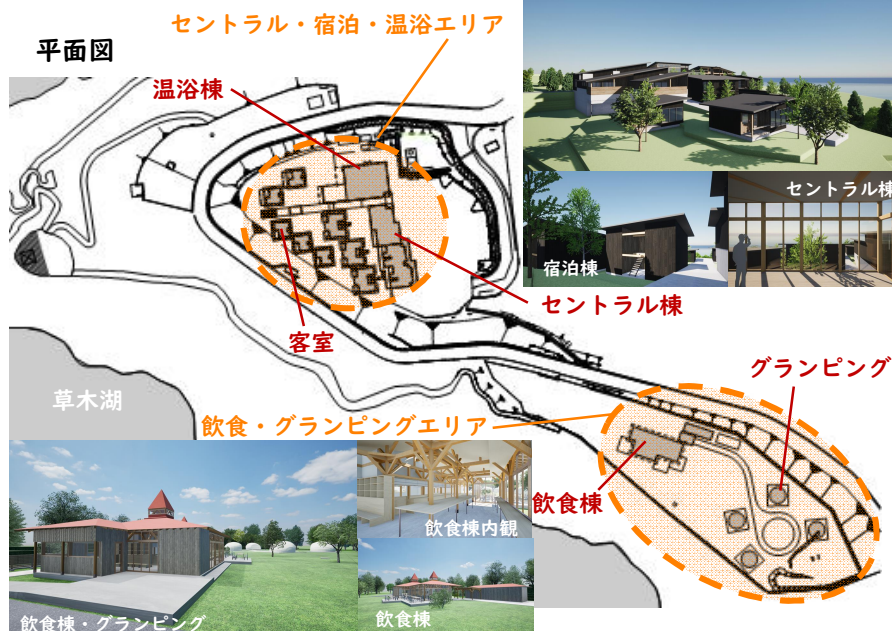 セントラル・宿泊・温浴エリア
平面図
温浴棟
セントラル棟
宿泊棟
セントラル棟
客室
グランピング
草木湖
飲食・グランピングエリア
飲食棟
飲食棟内観
飲食棟・グランピング
飲食棟